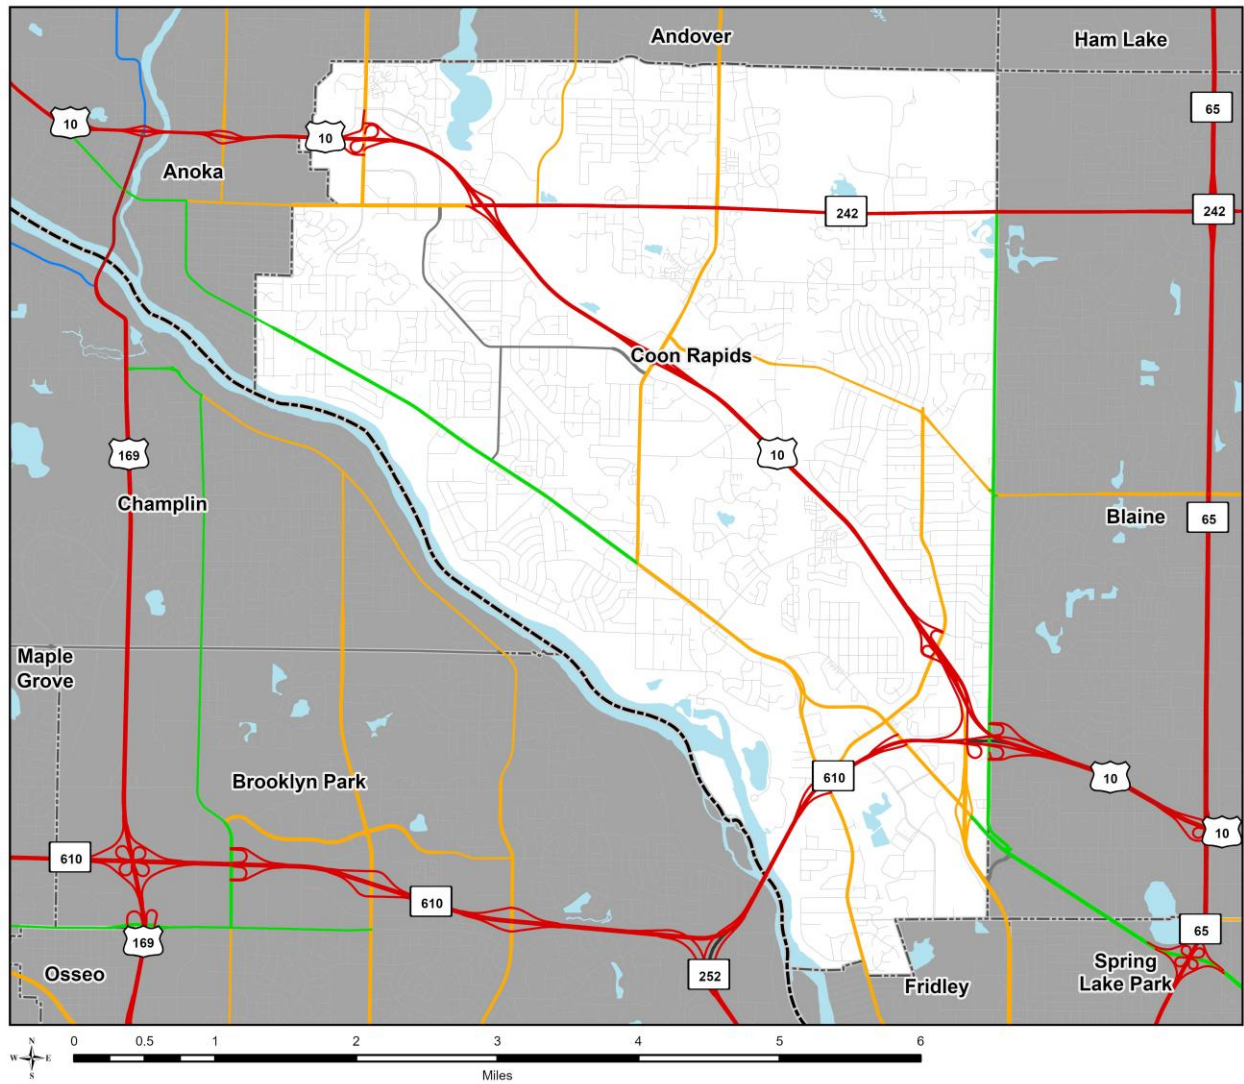 Andover
Ham Lake
65
10
10
Anoka
242
242
Coon Rapids
10
169
Champlin
Blaine
65
Maple
Grove
Brooklyn Park
610
10
10
610
610
169
65
252
Osseo
Fridley
Spring
Lake Park
N
W
E
S
0
0.5
1
2
3
4
5
6
Miles